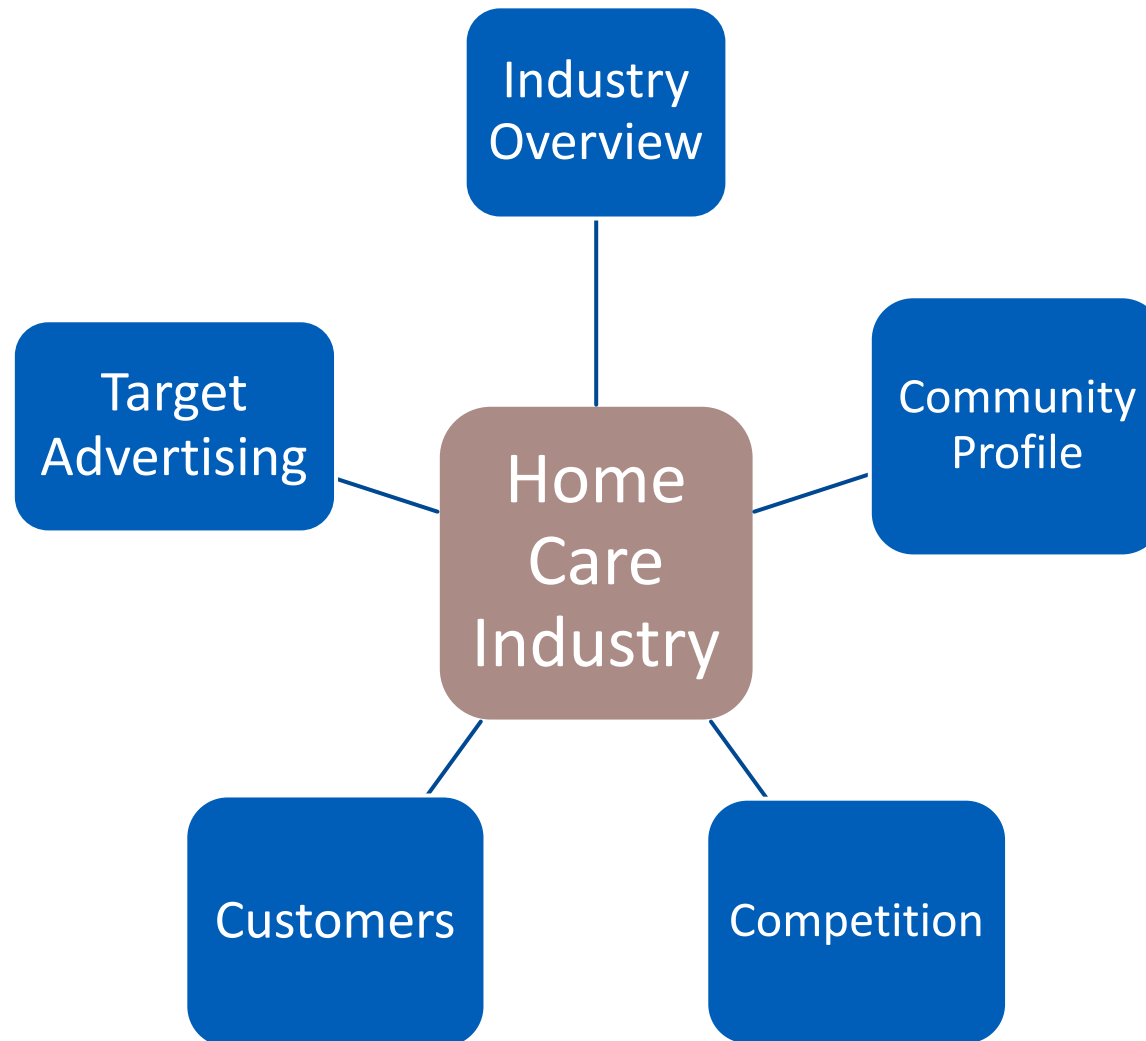 Industry
Overview
Target
Advertising
Community
Profile
Home
Care
Industry
Customers
Competition